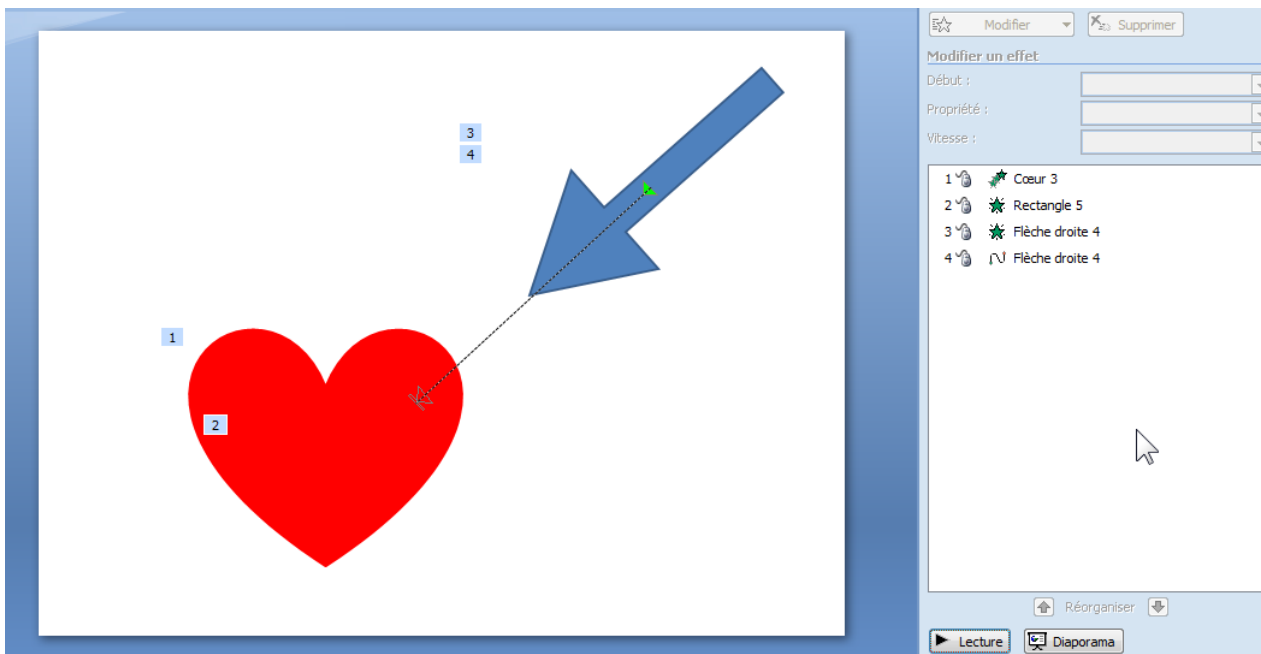 3
4
1
2
Modifier
Supprimer
Modifier un effet
Début :
Propriété :
Vitesse :
1 Cœur 3
2 Rectangle 5
3 Flèche droite 4
4 Flèche droite 4
Réorganiser
Lecture
Diaporama